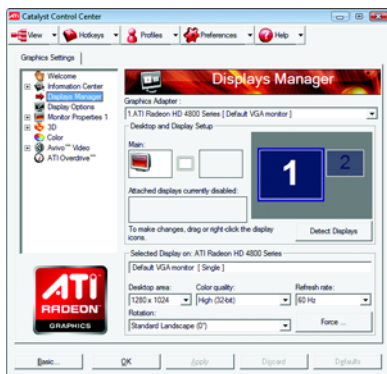 Catalyst Control Center
View Hotkeys Profiles Preferences Help
Graphics Settings
Welcome
Information Center
Displays Manager
Display Options
Monitor Properties 1
3D
Color
Avivo™ Video
ATI Overdrive™
Displays Manager
Graphics Adapter :
1.ATI Radeon HD 4800 Series [ Default VGA monitor ]
Desktop and Display Setup
Main:
1
2
Attached displays currently disabled:
To make changes, drag or right-click the display icons.
Detect Displays
Selected Display on: ATI Radeon HD 4800 Series
Default VGA monitor [ Single ]
Desktop area:
Color quality:
Refresh rate:
1280 x 1024
High (32-bit)
60 Hz
Rotation:
Standard Landscape (0°)
Force ...
ATI
RADEON
GRAPHICS
Basic...
OK
Apply
Discard
Defaults